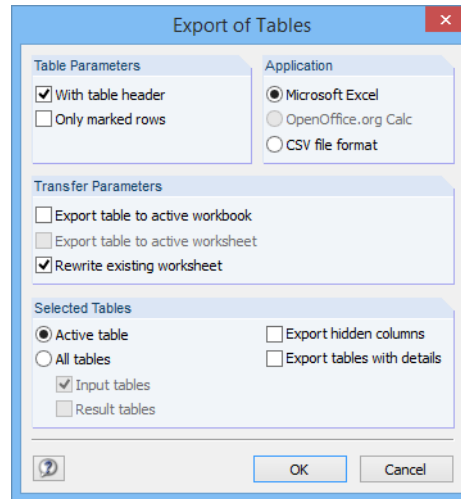 Export of Tables
Table Parameters
With table header
Only marked rows
Application
Microsoft Excel
OpenOffice.org Calc
CSV file format
Transfer Parameters
Export table to active workbook
Export table to active worksheet
Rewrite existing worksheet
Selected Tables
Active table
All tables
Input tables
Result tables
Export hidden columns
Export tables with details
OK
Cancel